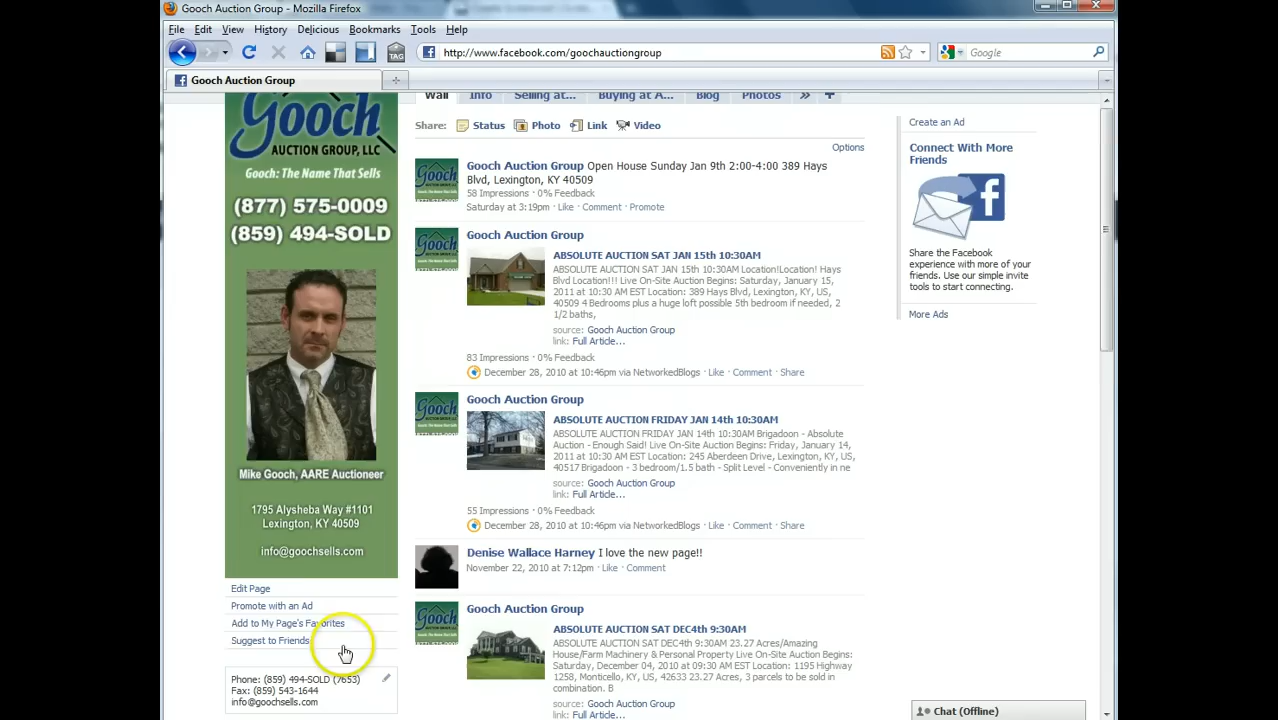 Gooch Auction Group - Mozilla Firefox
File Edit View History Delicious Bookmarks Tools Help
TAG
http://www.facebook.com/goochauctiongroup
Google
Gooch Auction Group
Wall Info Selling at... Buying at A... Blog Photos » +
Share: Status Photo Link Video
Options
Gooch
AUCTION GROUP, LLC
Gooch: The Name That Sells
(877) 575-0009
(859) 494-SOLD
Mike Gooch, AARE Auctioneer
1795 Alysheba Way #1101
Lexington, KY 40509
info@goochsells.com
Edit Page
Promote with an Ad
Add to My Page's Favorites
Suggest to Friends
Phone: (859) 494-SOLD (7653)
Fax: (859) 543-1644
info@goochsells.com
Gooch Auction Group Open House Sunday Jan 9th 2:00-4:00 389 Hays
Blvd, Lexington, KY 40509
58 Impressions · 0% Feedback
Saturday at 3:19pm · Like · Comment · Promote
Gooch Auction Group
ABSOLUTE AUCTION SAT JAN 15th 10:30AM
ABSOLUTE AUCTION SAT JAN 15th 10:30AM Location!Location! Hays
Blvd Location!!! Live On-Site Auction Begins: Saturday, January 15,
2011 at 10:30 AM EST Location: 389 Hays Blvd, Lexington, KY, US,
40509 4 Bedrooms plus a huge loft possible 5th bedroom if needed, 2
1/2 baths,
source: Gooch Auction Group
link: Full Article...
83 Impressions · 0% Feedback
December 28, 2010 at 10:46pm via NetworkedBlogs · Like · Comment · Share
Gooch Auction Group
ABSOLUTE AUCTION FRIDAY JAN 14th 10:30AM
ABSOLUTE AUCTION FRIDAY JAN 14th 10:30AM Brigadoon - Absolute
Auction - Enough Said! Live On-Site Auction Begins: Friday, January 14,
2011 at 10:30 AM EST Location: 245 Aberdeen Drive, Lexington, KY, US,
40517 Brigadoon - 3 bedroom/1.5 bath - Split Level - Conveniently in ne
source: Gooch Auction Group
link: Full Article...
55 Impressions · 0% Feedback
December 28, 2010 at 10:46pm via NetworkedBlogs · Like · Comment · Share
Denise Wallace Harney I love the new page!!
November 22, 2010 at 7:12pm · Like · Comment
Gooch Auction Group
ABSOLUTE AUCTION SAT DEC4th 9:30AM
ABSOLUTE AUCTION SAT DEC4th 9:30AM 23.27 Acres/Amazing
House/Farm Machinery & Personal Property Live On-Site Auction Begins:
Saturday, December 04, 2010 at 09:30 AM EST Location: 1195 Highway
1258, Monticello, KY, US, 42633 23.27 Acres, 3 parcels to be sold in
combination. B
source: Gooch Auction Group
link: Full Article...
Create an Ad
Connect With More
Friends
Share the Facebook
experience with more of your
friends. Use our simple invite
tools to start connecting.
More Ads
Chat (Offline)